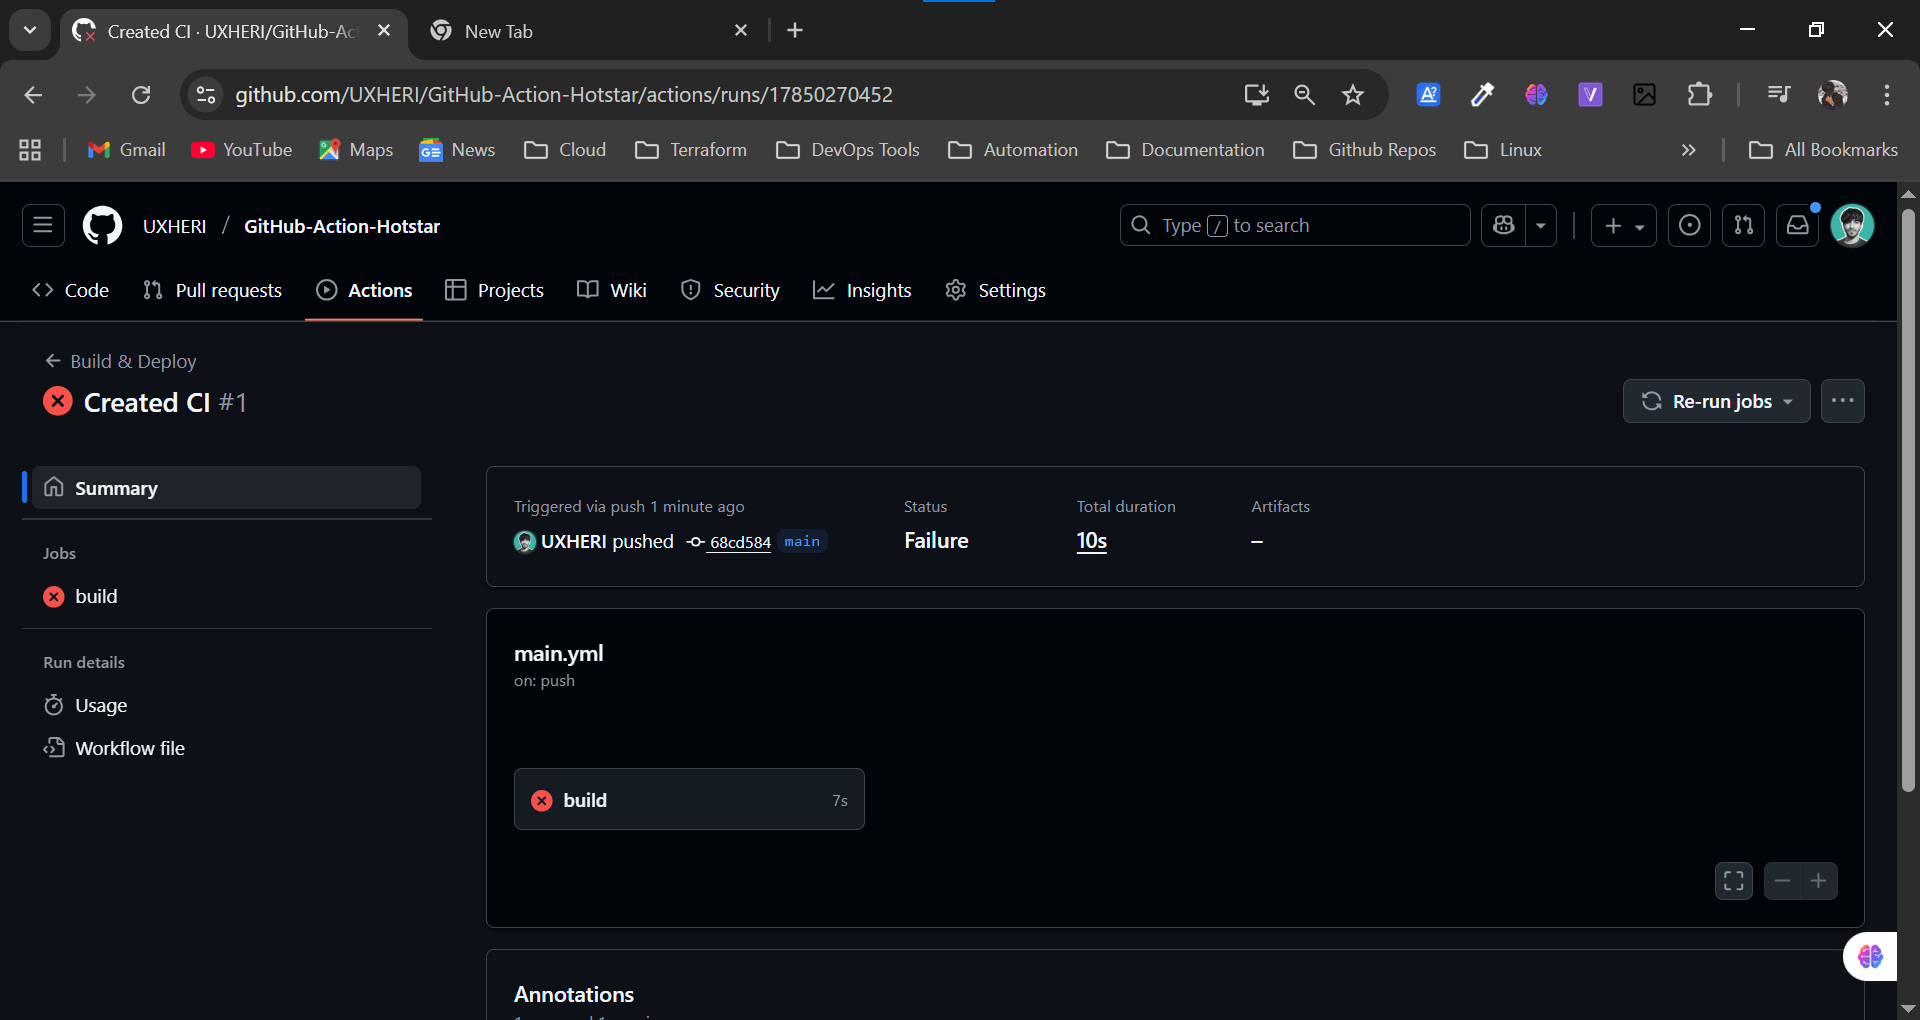 Created CI · UXHERI/GitHub-Ac
New Tab
github.com/UXHERI/GitHub-Action-Hotstar/actions/runs/17850270452
Gmail
YouTube
Maps
News
Cloud
Terraform
DevOps Tools
Automation
Documentation
Github Repos
Linux
All Bookmarks
UXHERI / GitHub-Action-Hotstar
Type / to search
Code
Pull requests
Actions
Projects
Wiki
Security
Insights
Settings
Build & Deploy
Created CI #1
Re-run jobs
Summary
Jobs
build
Run details
Usage
Workflow file
Triggered via push 1 minute ago
UXHERI pushed 68cd584 main
Status
Failure
Total duration
10s
Artifacts
–
main.yml
on: push
build
7s
Annotations